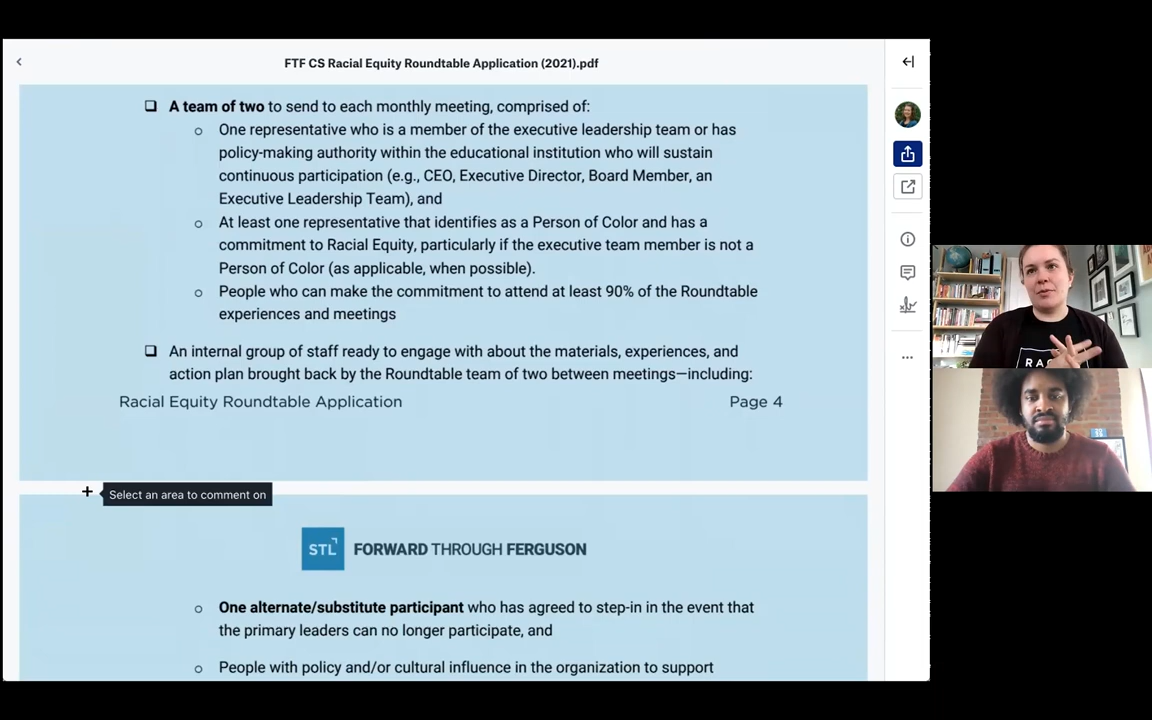 FTF CS Racial Equity Roundtable Application (2021).pdf
A team of two to send to each monthly meeting, comprised of:
One representative who is a member of the executive leadership team or has
policy-making authority within the educational institution who will sustain
continuous participation (e.g., CEO, Executive Director, Board Member, an
Executive Leadership Team), and
At least one representative that identifies as a Person of Color and has a
commitment to Racial Equity, particularly if the executive team member is not a
Person of Color (as applicable, when possible).
People who can make the commitment to attend at least 90% of the Roundtable
experiences and meetings
An internal group of staff ready to engage with about the materials, experiences, and
action plan brought back by the Roundtable team of two between meetings—including:
Racial Equity Roundtable Application Page 4
Select an area to comment on
STL FORWARD THROUGH FERGUSON
One alternate/substitute participant who has agreed to step-in in the event that
the primary leaders can no longer participate, and
People with policy and/or cultural influence in the organization to support